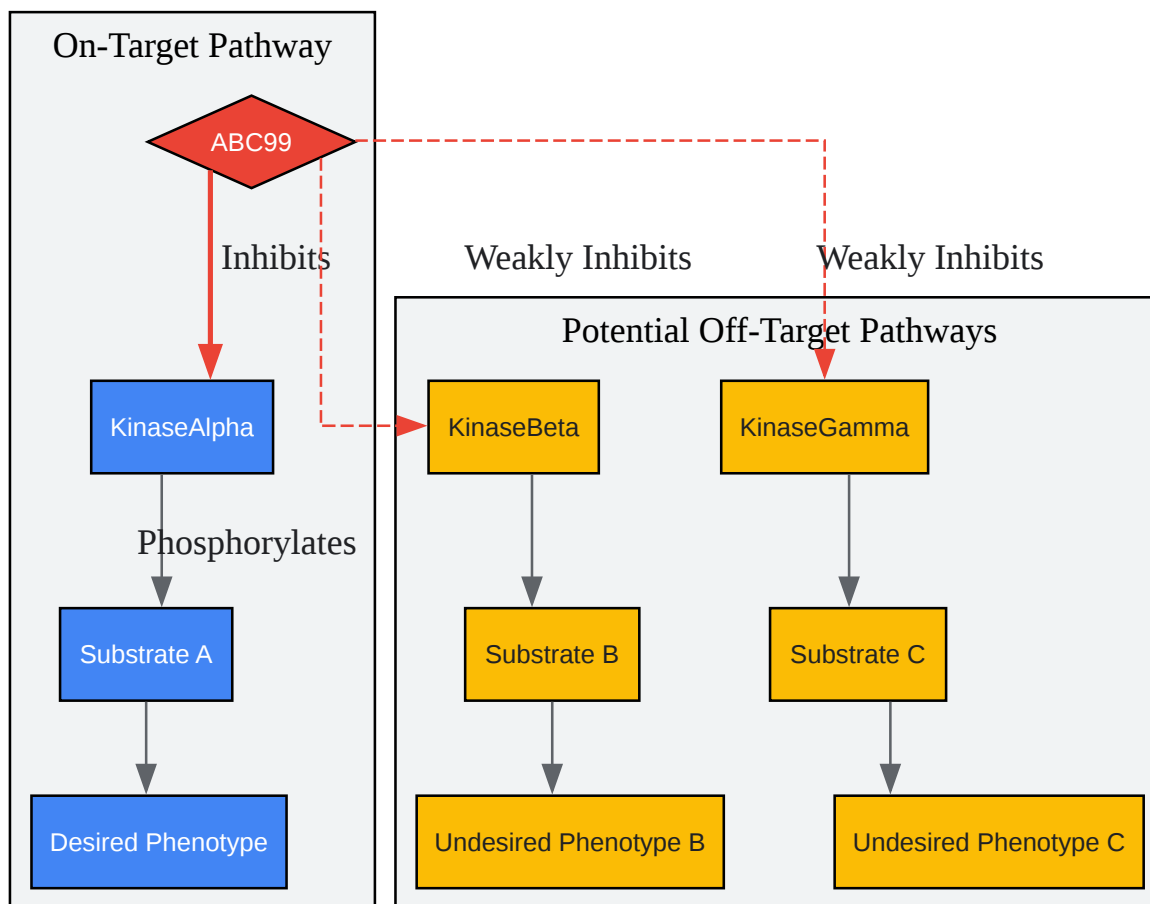 On-Target Pathway
ABC99
Inhibits
Weakly Inhibits
Weakly Inhibits
Potential Off-Target Pathways
KinaseAlpha
KinaseBeta
KinaseGamma
Phosphorylates
Substrate A
Substrate B
Substrate C
Desired Phenotype
Undesired Phenotype B
Undesired Phenotype C